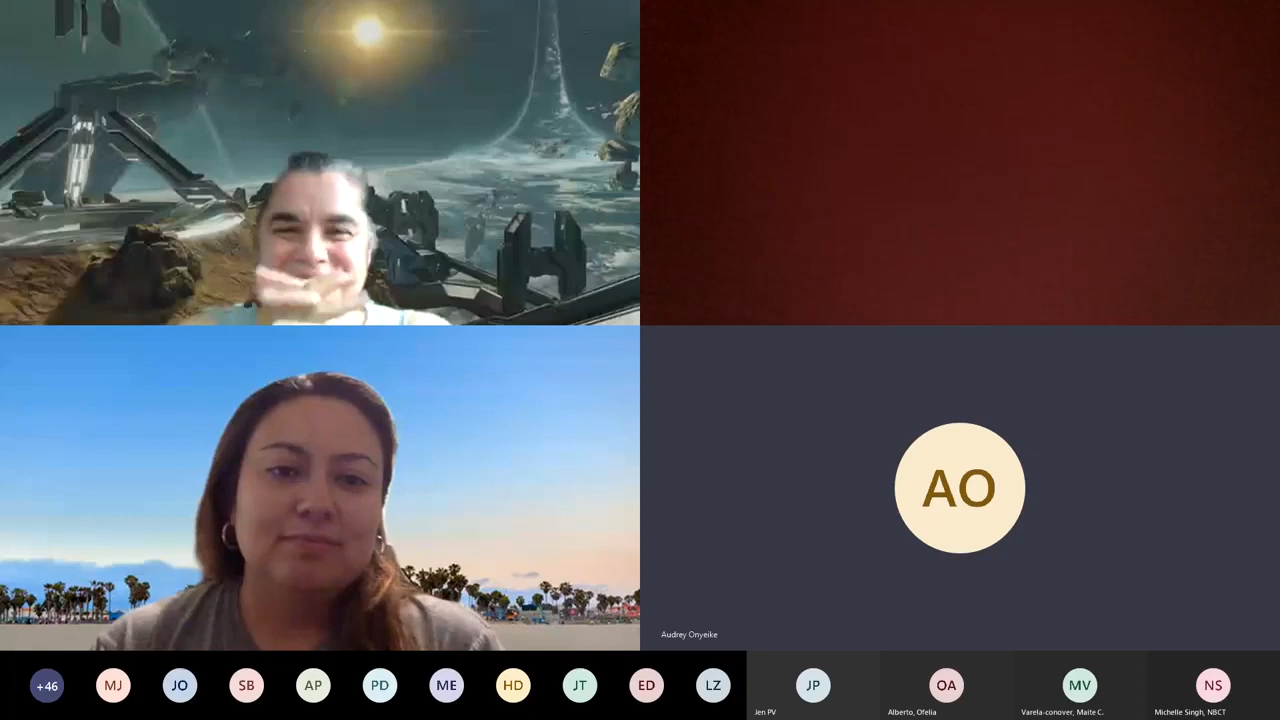 AO
Audrey Onyeike
+46
MJ
JO
SB
AP
PD
ME
HD
JT
ED
LZ
JP
OA
MV
NS
Jen PV
Alberto, Ofelia
Varela-conover, Maite C.
Michelle Singh, NBCT